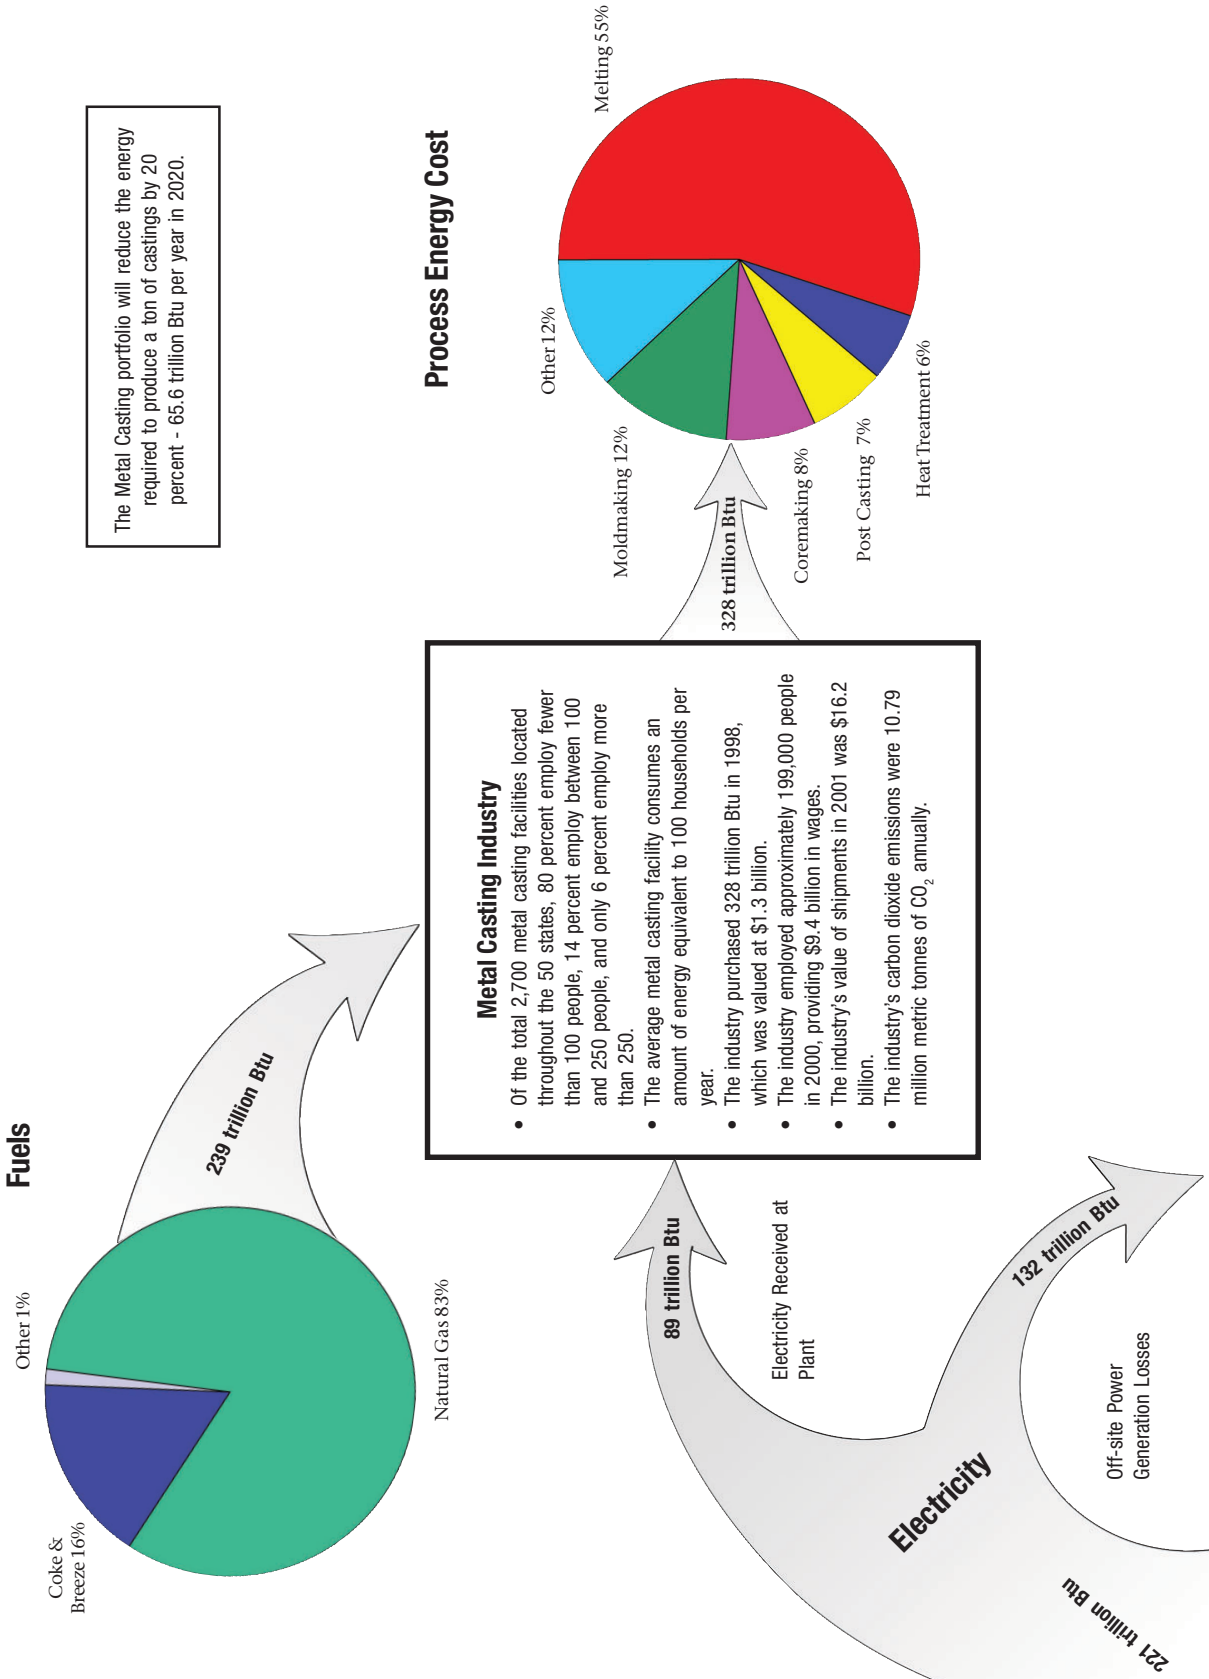 Fuels
Other 1%
Coke &
Breeze 16%
Natural Gas 83%
239 trillion Btu
The Metal Casting portfolio will reduce the energy
required to produce a ton of castings by 20
percent - 65.6 trillion Btu per year in 2020.
Metal Casting Industry
• Of the total 2,700 metal casting facilities located
throughout the 50 states, 80 percent employ fewer
than 100 people, 14 percent employ between 100
and 250 people, and only 6 percent employ more
than 250.
• The average metal casting facility consumes an
amount of energy equivalent to 100 households per
year.
• The industry purchased 328 trillion Btu in 1998,
which was valued at $1.3 billion.
• The industry employed approximately 199,000 people
in 2000, providing $9.4 billion in wages.
• The industry's value of shipments in 2001 was $16.2
billion.
• The industry's carbon dioxide emissions were 10.79
million metric tonnes of CO₂ annually.
328 trillion Btu
Process Energy Cost
Melting 55%
Other 12%
Moldmaking 12%
Coremaking 8%
Post Casting 7%
Heat Treatment 6%
89 trillion Btu
Electricity Received at
Plant
Electricity
132 trillion Btu
Off-site Power
Generation Losses
221 trillion Btu